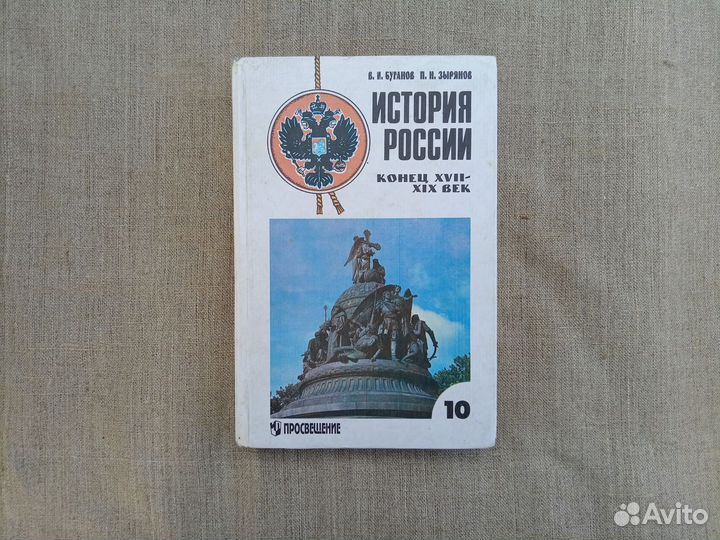 В. И. БУГАНОВ П. Н. ЗЫРЯНОВ
ИСТОРИЯ
РОССИИ
КОНЕЦ XVII-
XIX ВЕК
10
ПРОСВЕЩЕНИЕ
Avito